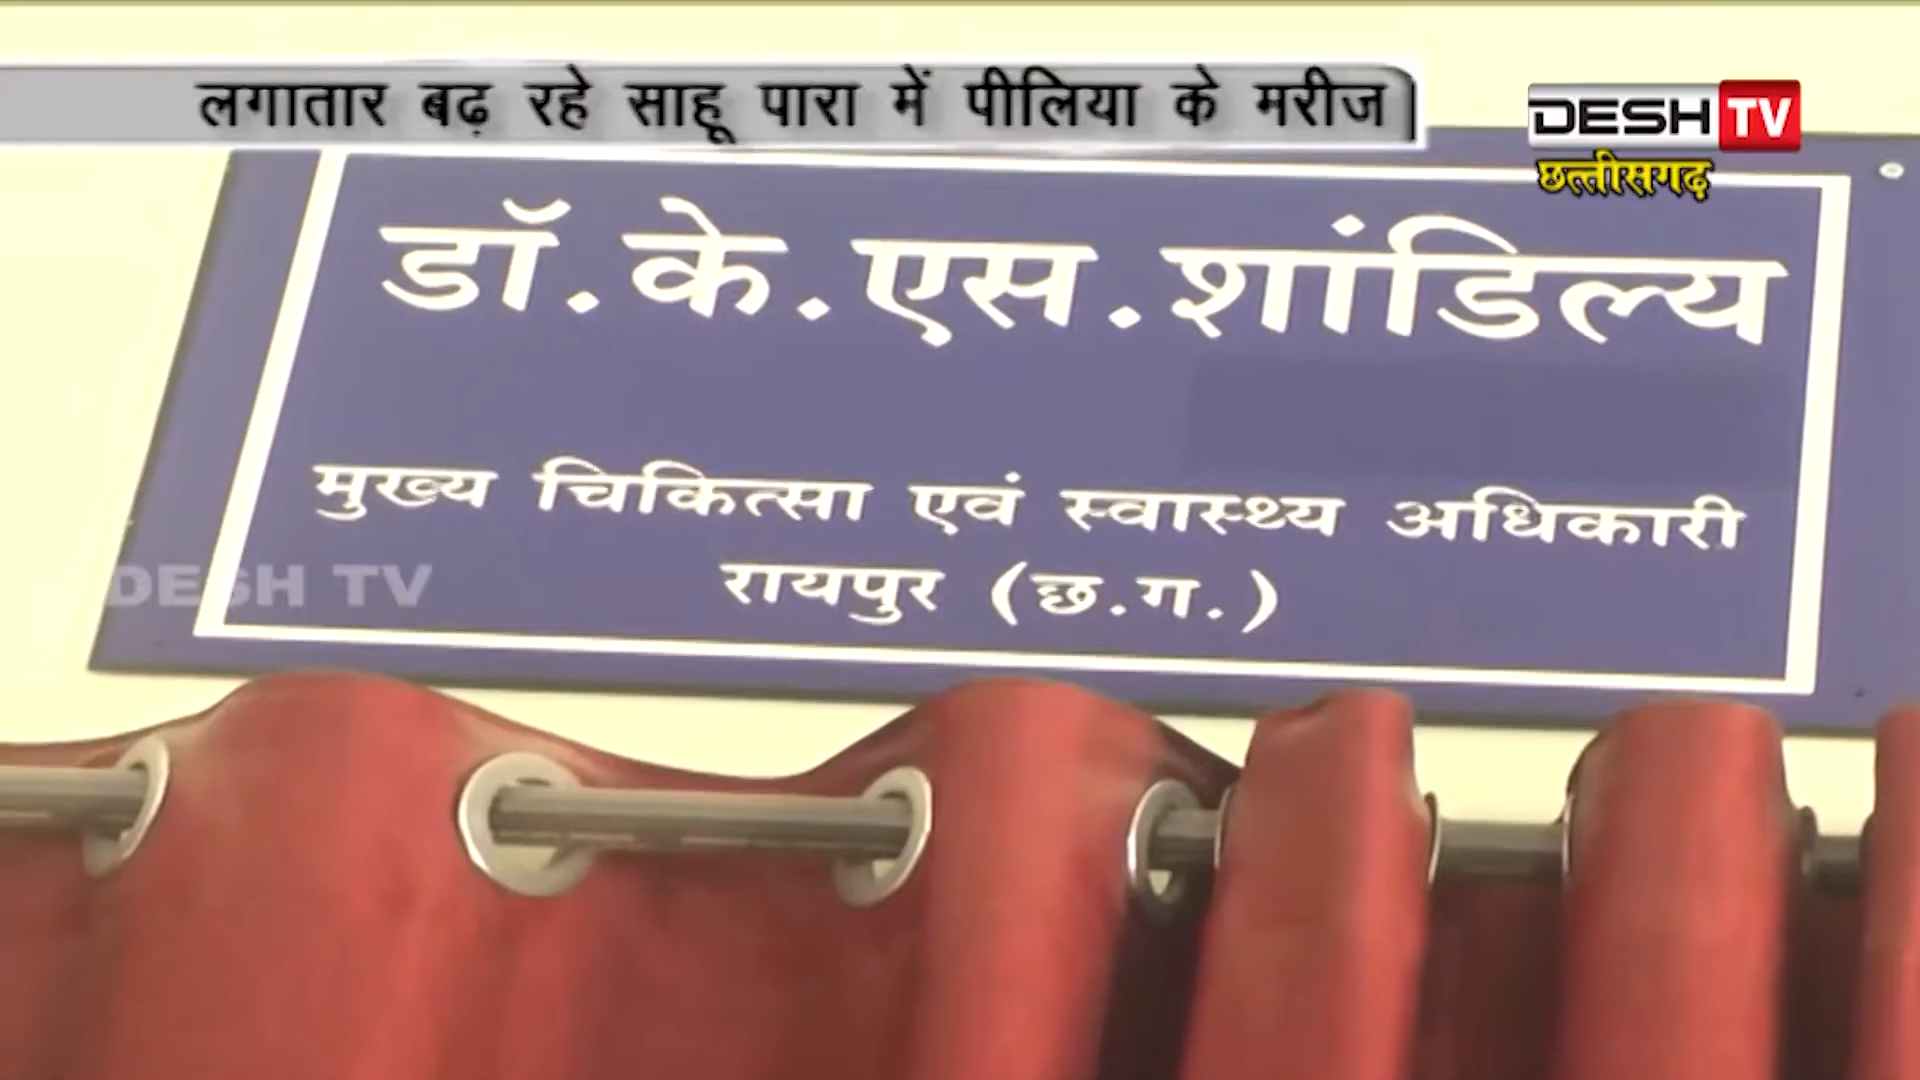 लगातार बढ़ रहे साहू पारा में पीलिया के मरीज
DESH TV
छत्तीसगढ़
डॉ.के.एस.शांडिल्य
मुख्य चिकित्सा एवं स्वास्थ्य अधिकारी
रायपुर (छ.ग.)
DESH TV